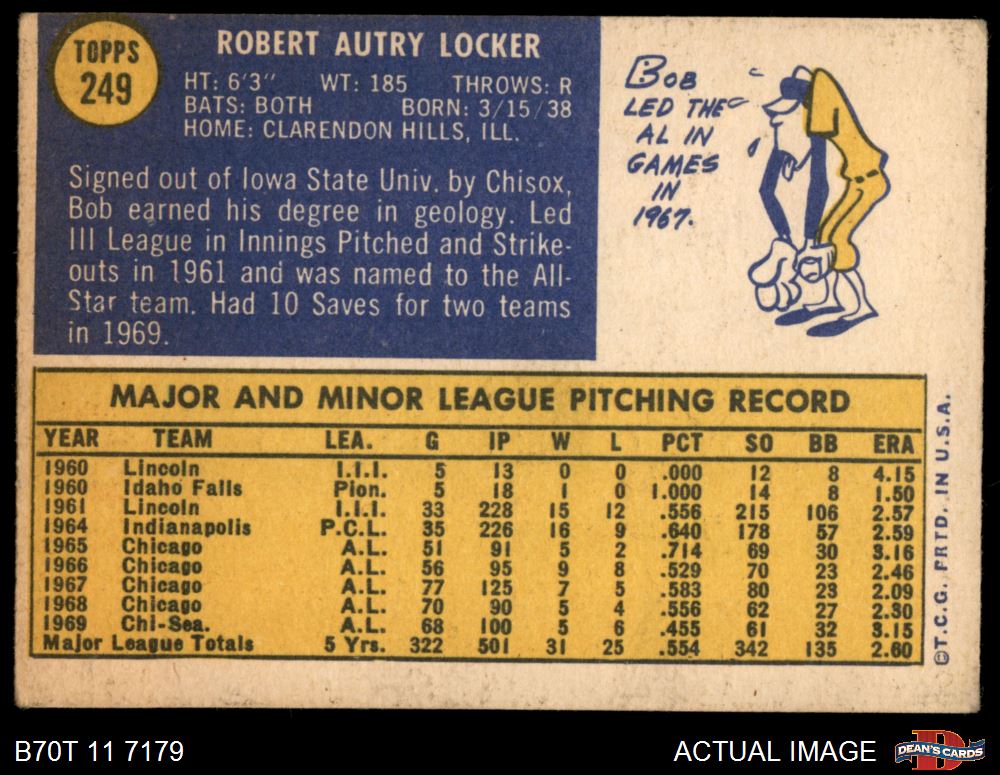 TOPPS
249
ROBERT AUTRY LOCKER
HT: 6'3" WT: 185 THROWS: R
BATS: BOTH BORN: 3/15/38
HOME: CLARENDON HILLS, ILL.
Signed out of Iowa State Univ. by Chisox,
Bob earned his degree in geology. Led
III League in Innings Pitched and Strike-
outs in 1961 and was named to the All-
Star team. Had 10 Saves for two teams
in 1969.
BOB
LED THE
AL IN
GAMES
IN
1967.
MAJOR AND MINOR LEAGUE PITCHING RECORD
YEAR TEAM LEA. G IP W L PCT SO BB ERA
1960 Lincoln I.I.I. 5 13 0 0 .000 12 8 4.15
1960 Idaho Falls Pion. 5 18 1 0 1.000 14 8 1.50
1961 Lincoln I.I.I. 33 228 15 12 .556 215 106 2.57
1964 Indianapolis P.C.L. 35 226 16 9 .640 178 57 2.59
1965 Chicago A.L. 51 91 5 2 .714 69 30 3.16
1966 Chicago A.L. 56 95 9 8 .529 70 23 2.46
1967 Chicago A.L. 77 125 7 5 .583 80 23 2.09
1968 Chicago A.L. 70 90 5 4 .556 62 27 2.30
1969 Chi-Sea. A.L. 68 100 5 6 .455 61 32 3.15
Major League Totals 5 Yrs. 322 501 31 25 .554 342 135 2.60
©T.C.G. PRTD. IN U.S.A.
B70T 11 7179
ACTUAL IMAGE
DEAN'S CARDS